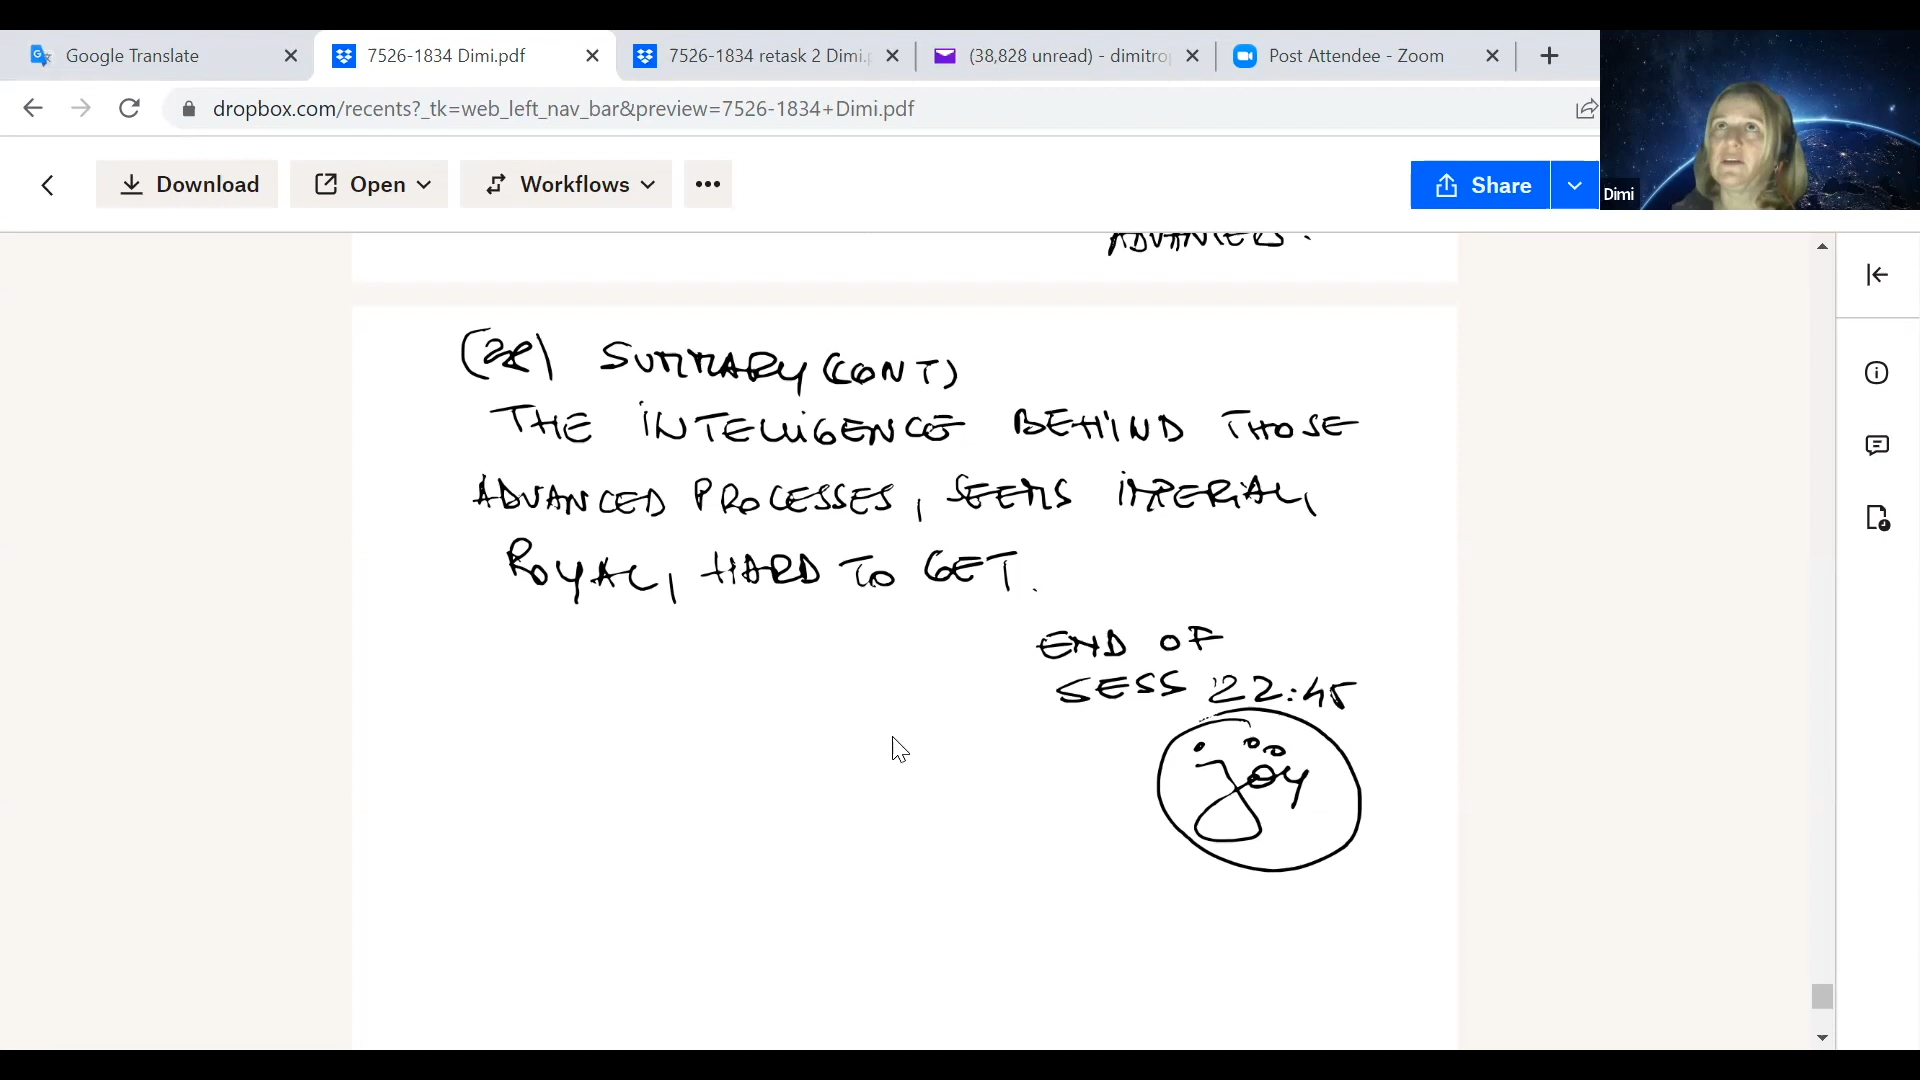 Google Translate
7526-1834 Dimi.pdf
7526-1834 retask 2 Dimi.p
(38,828 unread) - dimitrop
Post Attendee - Zoom
dropbox.com/recents?_tk=web_left_nav_bar&preview=7526-1834+Dimi.pdf
Download
Open
Workflows
Share
Dimi
SUMMARY (CONT)
THE INTELLIGENCE BEHIND THOSE
ADVANCED PROCESSES, SEEMS IMPERIAL,
ROYAL, HARD TO GET.
END OF
SESS 22:45
joy